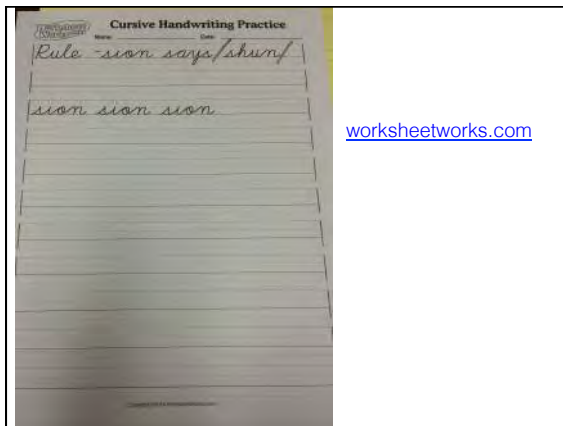 Cursive Handwriting Practice
Name: Date:
Rule -sion says/shun/
sion sion sion
worksheetworks.com